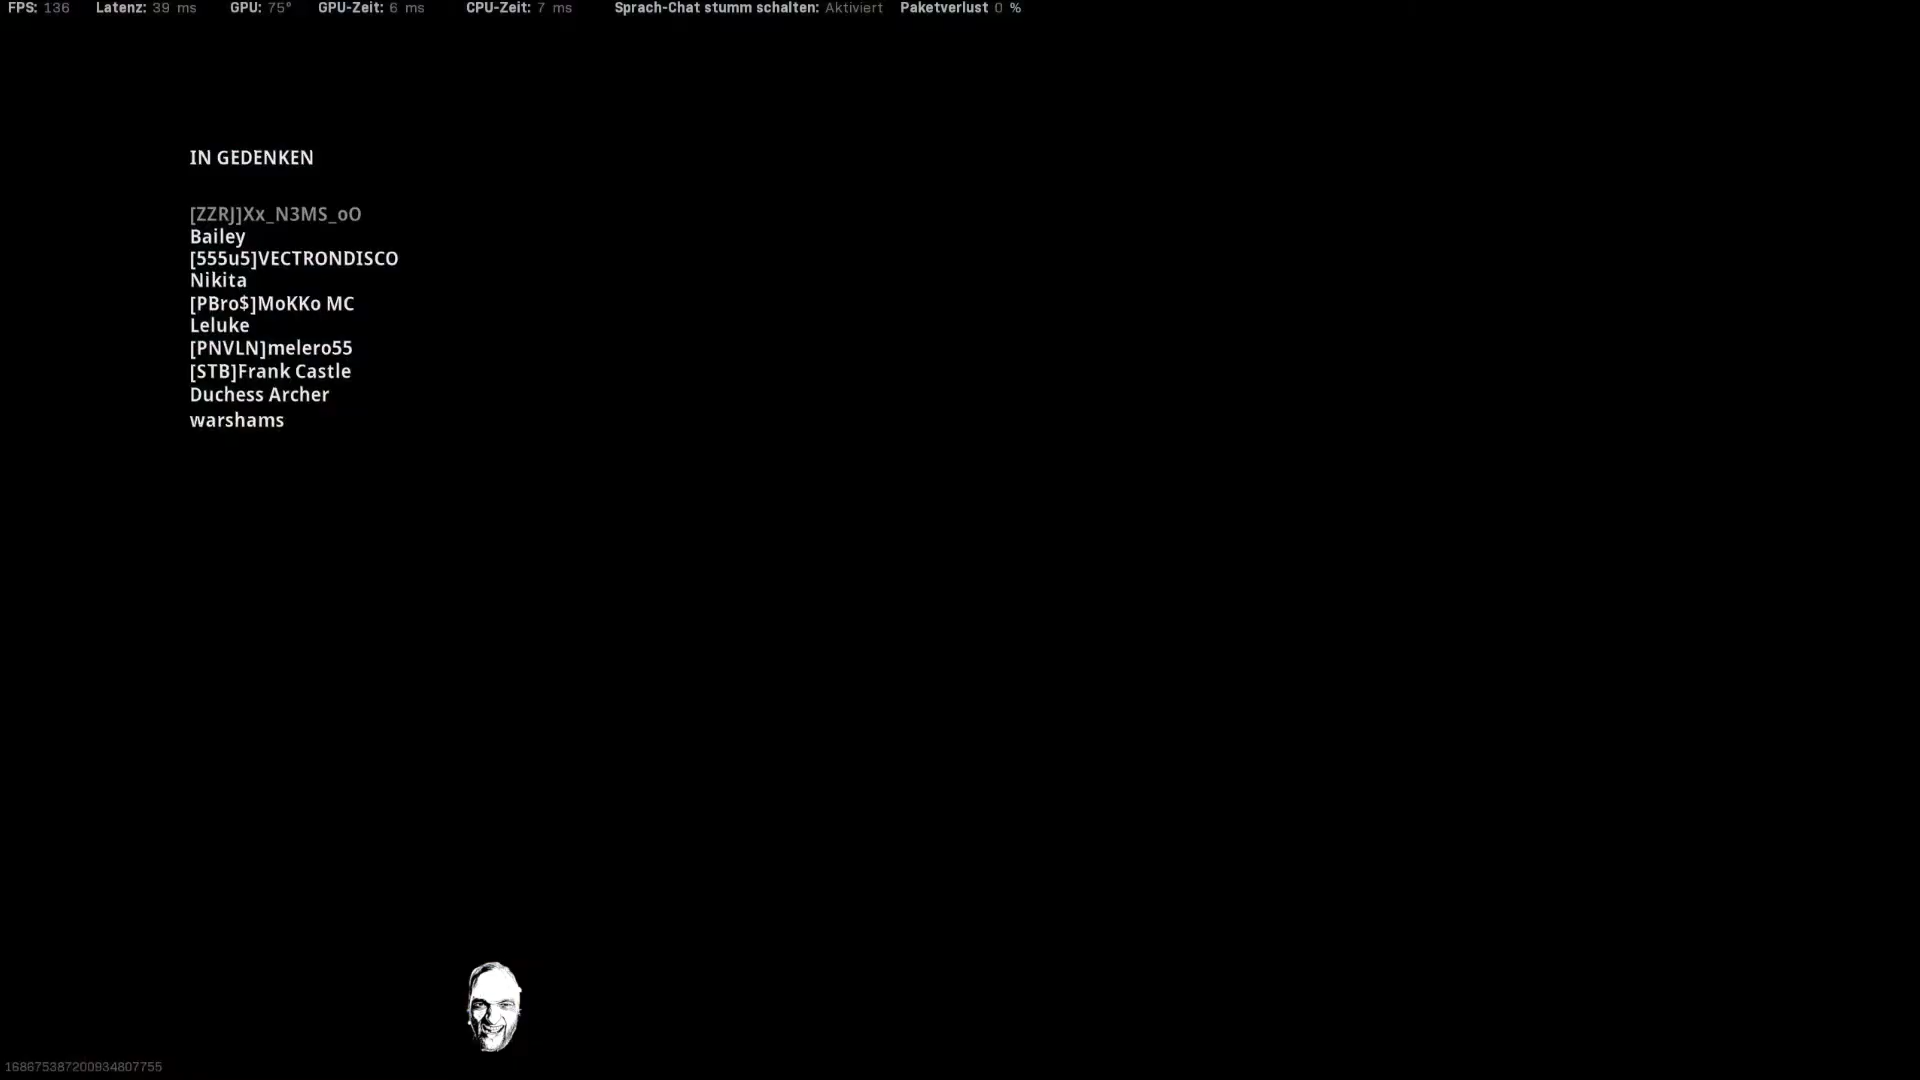 FPS: 136 Latenz: 39 ms GPU: 75° GPU-Zeit: 6 ms CPU-Zeit: 7 ms Sprach-Chat stumm schalten: Aktiviert Paketverlust 0 %
IN GEDENKEN
[ZZRJ]Xx_N3MS_oO
Bailey
[555u5]VECTRONDISCO
Nikita
[PBro$]MoKKo MC
Leluke
[PNVLN]melero55
[STB]Frank Castle
Duchess Archer
warshams
168675387200934807755